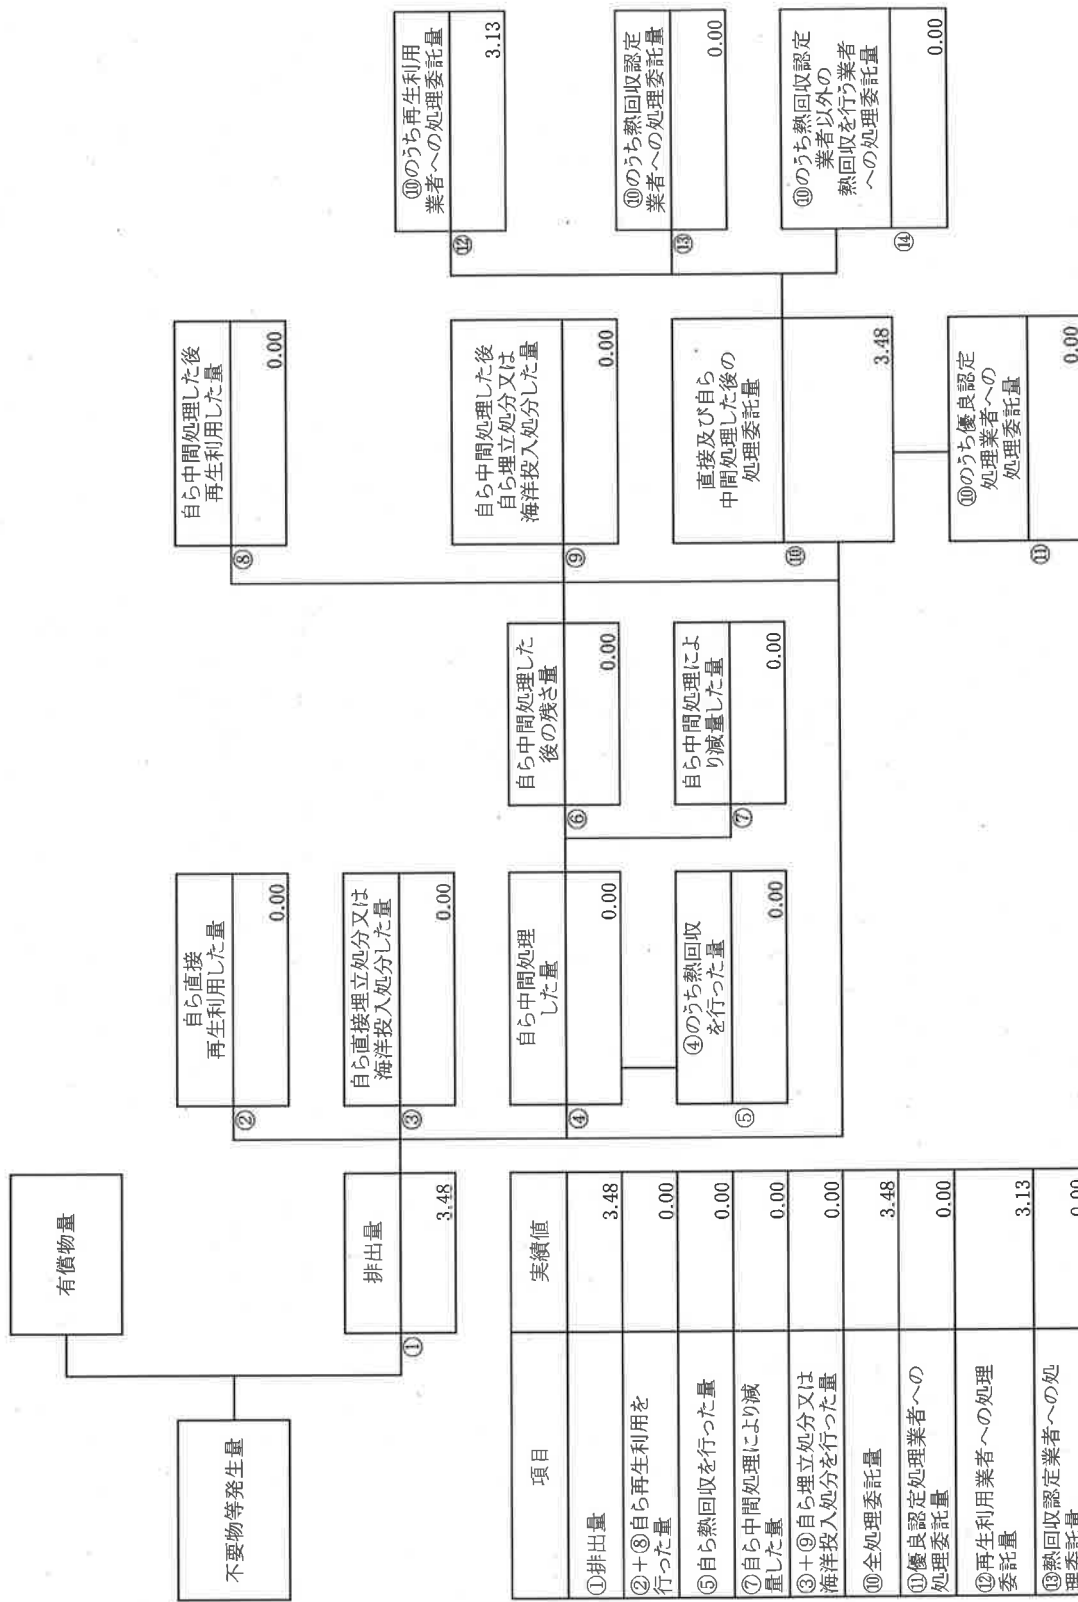 有償物量
不要物等発生量
排出量
①
3.48
自ら直接
再生利用した量
②
0.00
自ら直接埋立処分又は
海洋投入処分した量
③
0.00
自ら中間処理
した量
④
0.00
④のうち熱回収
を行った量
⑤
0.00
自ら中間処理した
後の残さ量
⑥
0.00
自ら中間処理によ
り減量した量
⑦
0.00
自ら中間処理した後
再生利用した量
⑧
0.00
自ら中間処理した後
自ら埋立処分又は
海洋投入処分した量
⑨
0.00
直接及び自ら
中間処理した後の
処理委託量
⑩
3.48
⑩のうち優良認定
処理業者への
処理委託量
⑪
0.00
⑩のうち再生利用
業者への処理委託量
⑫
3.13
⑩のうち熱回収認定
業者への処理委託量
⑬
0.00
⑩のうち熱回収認定
業者以外の
熱回収を行う業者
への処理委託量
⑭
0.00
項目 実績値
①排出量 3.48
②+⑧自ら再生利用を
行った量 0.00
⑤自ら熱回収を行った量 0.00
⑦自ら中間処理により減
量した量 0.00
③+⑨自ら埋立処分又は
海洋投入処分を行った量 0.00
⑩全処理委託量 3.48
⑪優良認定処理業者への
処理委託量 0.00
⑫再生利用業者への処理
委託量 3.13
⑬熱回収認定業者への処
理委託量 0.00